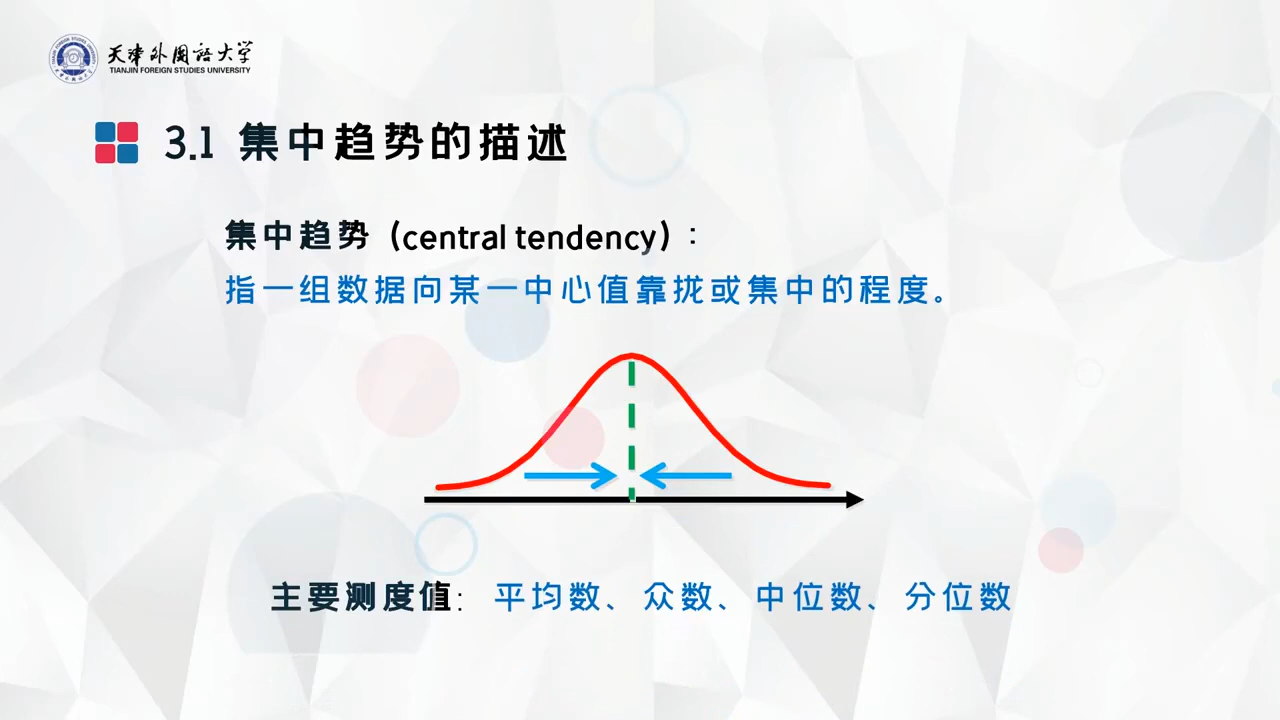 天津外国语大学
TIANJIN FOREIGN STUDIES UNIVERSITY
3.1 集中趋势的描述
集中趋势（central tendency）：
指一组数据向某一中心值靠拢或集中的程度。
主要测度值： 平均数、众数、中位数、分位数